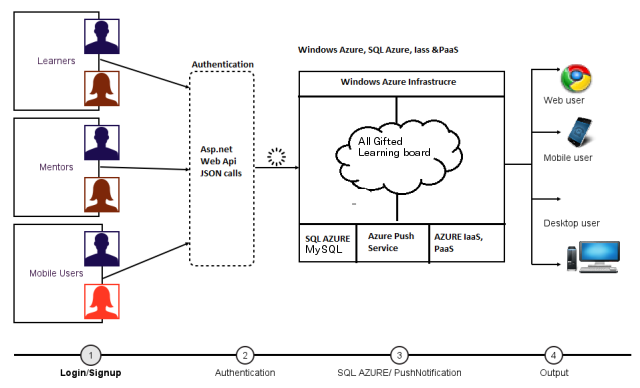 Learners
Mentors
Mobile Users
Authentication
Asp.net
Web Api
JSON calls
Windows Azure, SQL Azure, Iass &PaaS
Windows Azure Infrastrucre
All Gifted
Learning board
SQL AZURE
MySQL
Azure Push
Service
AZURE IaaS,
PaaS
Web user
Mobile user
Desktop user
1
2
3
4
Login/Signup
Authentication
SQL AZURE/ PushNotification
Output